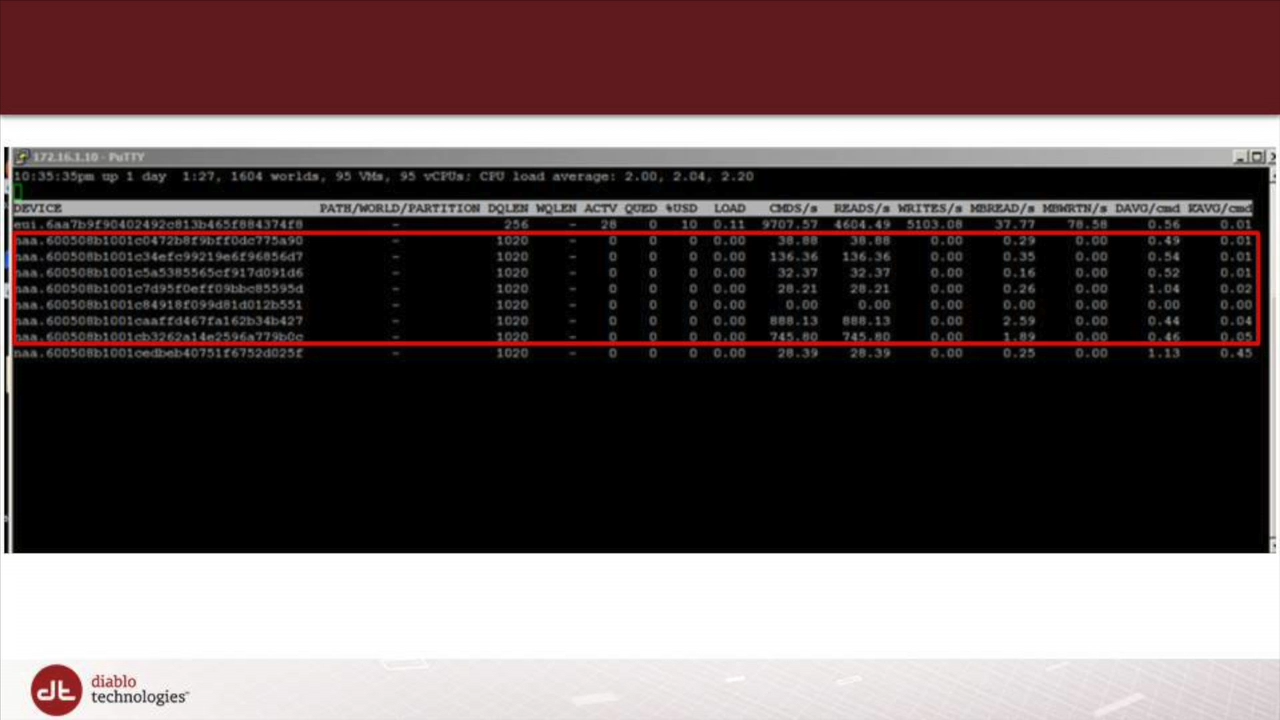 172.16.1.10 - PuTTY
10:35:35pm up 1 day 1:27, 1604 worlds, 95 VMs, 95 vCPUs; CPU load average: 2.00, 2.04, 2.20
DEVICE PATH/WORLD/PARTITION DQLEN WQLEN ACTV QUED %USD LOAD CMDS/s READS/s WRITES/s MBREAD/s MBWRTN/s DAVG/cmd KAVG/cmd
eui.6aa7b9f90402492c813b465f884374f8 - 256 - 28 0 10 0.11 9707.57 4604.49 5103.08 37.77 78.58 0.56 0.01
naa.600508b1001c0472b8f9bff0dc775a90 - 1020 - 0 0 0 0.00 38.88 38.88 0.00 0.29 0.00 0.49 0.01
naa.600508b1001c34efc99219e6f96856d7 - 1020 - 0 0 0 0.00 136.36 136.36 0.00 0.35 0.00 0.54 0.01
naa.600508b1001c5a5385565cf917d091d6 - 1020 - 0 0 0 0.00 32.37 32.37 0.00 0.16 0.00 0.52 0.01
naa.600508b1001c7d95f0eff09bbc85595d - 1020 - 0 0 0 0.00 28.21 28.21 0.00 0.26 0.00 1.04 0.02
naa.600508b1001c84918f099d81d012b551 - 1020 - 0 0 0 0.00 0.00 0.00 0.00 0.00 0.00 0.00 0.00
naa.600508b1001caaffd467fa162b34b427 - 1020 - 0 0 0 0.00 888.13 888.13 0.00 2.59 0.00 0.44 0.04
naa.600508b1001cb3262a14e2596a779b0c - 1020 - 0 0 0 0.00 745.80 745.80 0.00 1.89 0.00 0.46 0.05
naa.600508b1001cedbeb40751f6752d025f - 1020 - 0 0 0 0.00 28.39 28.39 0.00 0.25 0.00 1.13 0.45
diablo
technologies